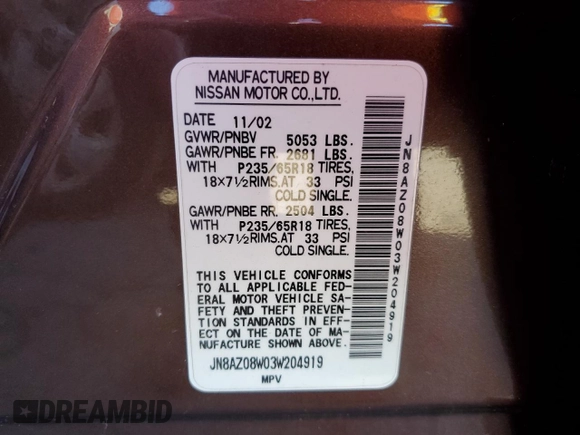 MANUFACTURED BY
NISSAN MOTOR CO.,LTD.
DATE 11/02
GVWR/PNBV 5053 LBS.
GAWR/PNBE FR. 2681 LBS.
WITH P235/65R18 TIRES,
18×7½RIMS.AT 33 PSI
COLD SINGLE.
GAWR/PNBE RR. 2504 LBS.
WITH P235/65R18 TIRES,
18×7½RIMS.AT 33 PSI
COLD SINGLE.
THIS VEHICLE CONFORMS
TO ALL APPLICABLE FED-
ERAL MOTOR VEHICLE SA-
FETY AND THEFT PREVEN-
TION STANDARDS IN EFF-
ECT ON THE DATE OF MA-
NUFACTURE SHOWN ABOVE.
JN8AZ08W03W204919
MPV
JN8AZ08W03W204919
DREAMBID